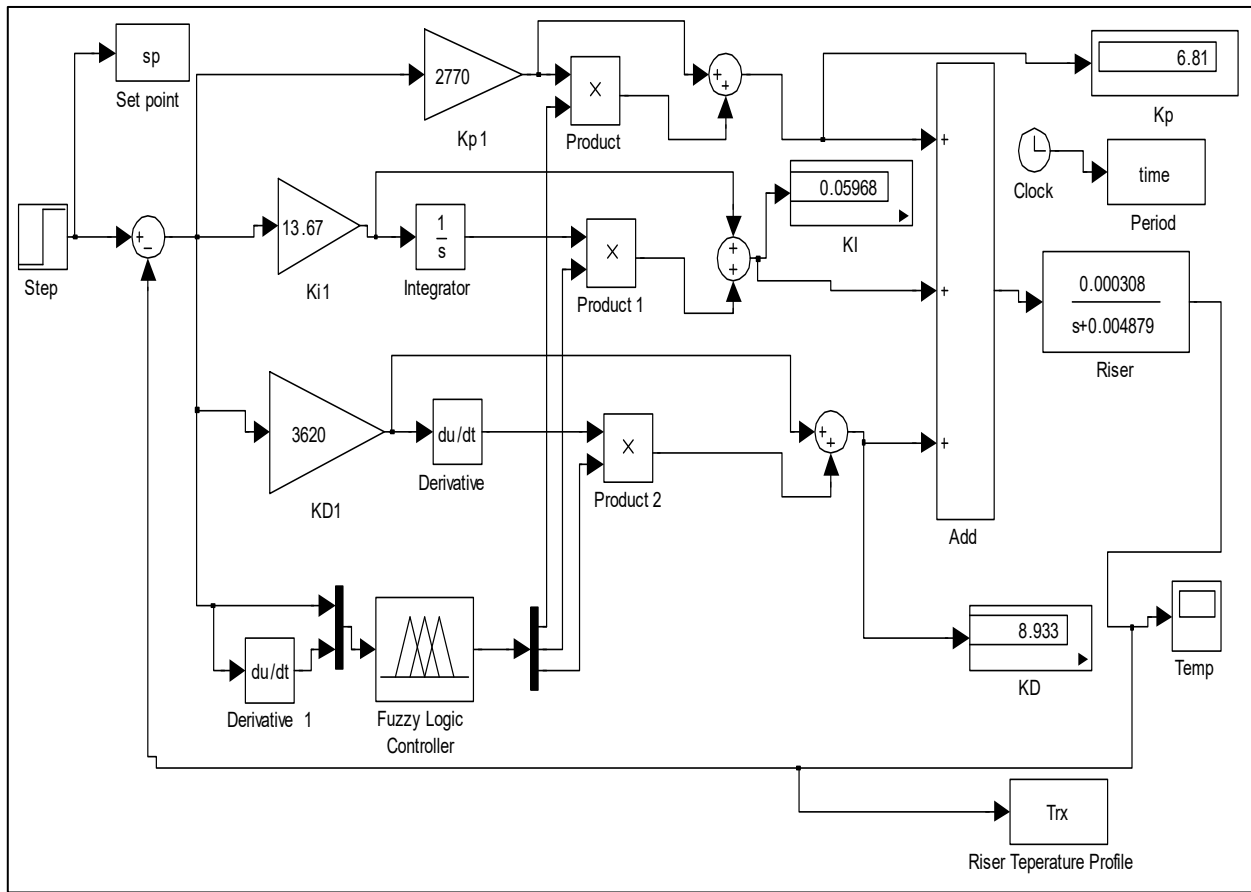 sp
Set point
2770
Kp1
X
Product
+
+
6.81
Kp
+
Clock
time
Period
Step
+
−
13.67
Ki1
1
s
Integrator
X
Product 1
+
+
0.05968
KI
+
0.000308
s+0.004879
Riser
3620
KD1
du/dt
Derivative
X
Product 2
+
+
+
Add
du/dt
Derivative 1
Fuzzy Logic
Controller
8.933
KD
Temp
Trx
Riser Teperature Profile